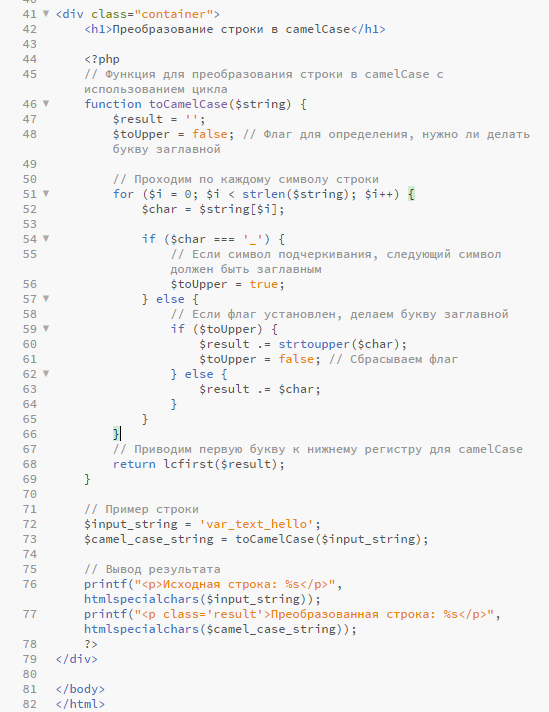 41 ▼ <div class="container">
42 <h1>Преобразование строки в camelCase</h1>
43
44 <?php
45 // Функция для преобразования строки в camelCase с
использованием цикла
46 ▼ function toCamelCase($string) {
47 $result = '';
48 $toUpper = false; // Флаг для определения, нужно ли делать
букву заглавной
49
50 // Проходим по каждому символу строки
51 ▼ for ($i = 0; $i < strlen($string); $i++) {
52 $char = $string[$i];
53
54 ▼ if ($char === '_') {
55 // Если символ подчеркивания, следующий символ
должен быть заглавным
56 $toUpper = true;
57 ▼ } else {
58 // Если флаг установлен, делаем букву заглавной
59 ▼ if ($toUpper) {
60 $result .= strtoupper($char);
61 $toUpper = false; // Сбрасываем флаг
62 ▼ } else {
63 $result .= $char;
64 }
65 }
66 }
67 // Приводим первую букву к нижнему регистру для camelCase
68 return lcfirst($result);
69 }
70
71 // Пример строки
72 $input_string = 'var_text_hello';
73 $camel_case_string = toCamelCase($input_string);
74
75 // Вывод результата
76 printf("<p>Исходная строка: %s</p>",
htmlspecialchars($input_string));
77 printf("<p class='result'>Преобразованная строка: %s</p>",
htmlspecialchars($camel_case_string));
78 ?>
79 </div>
80
81 </body>
82 </html>